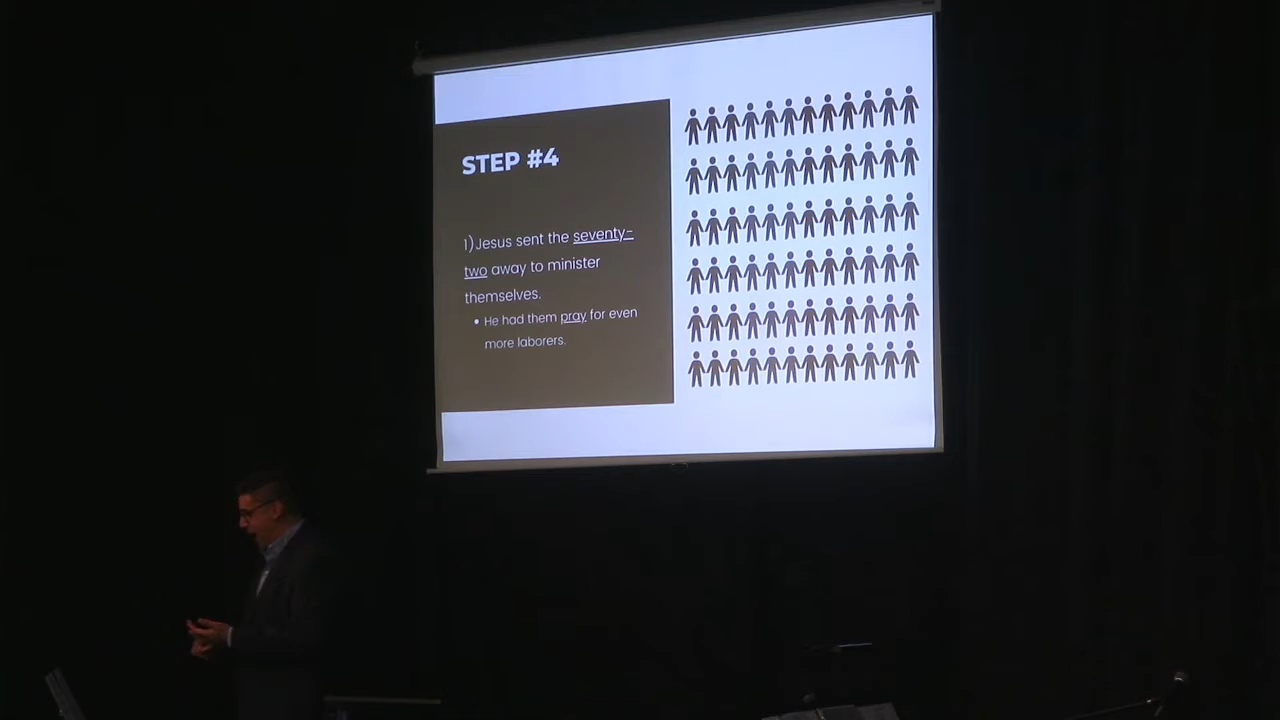 STEP #4
1) Jesus sent the seventy-
two away to minister
themselves.
• He had them pray for even
more laborers.